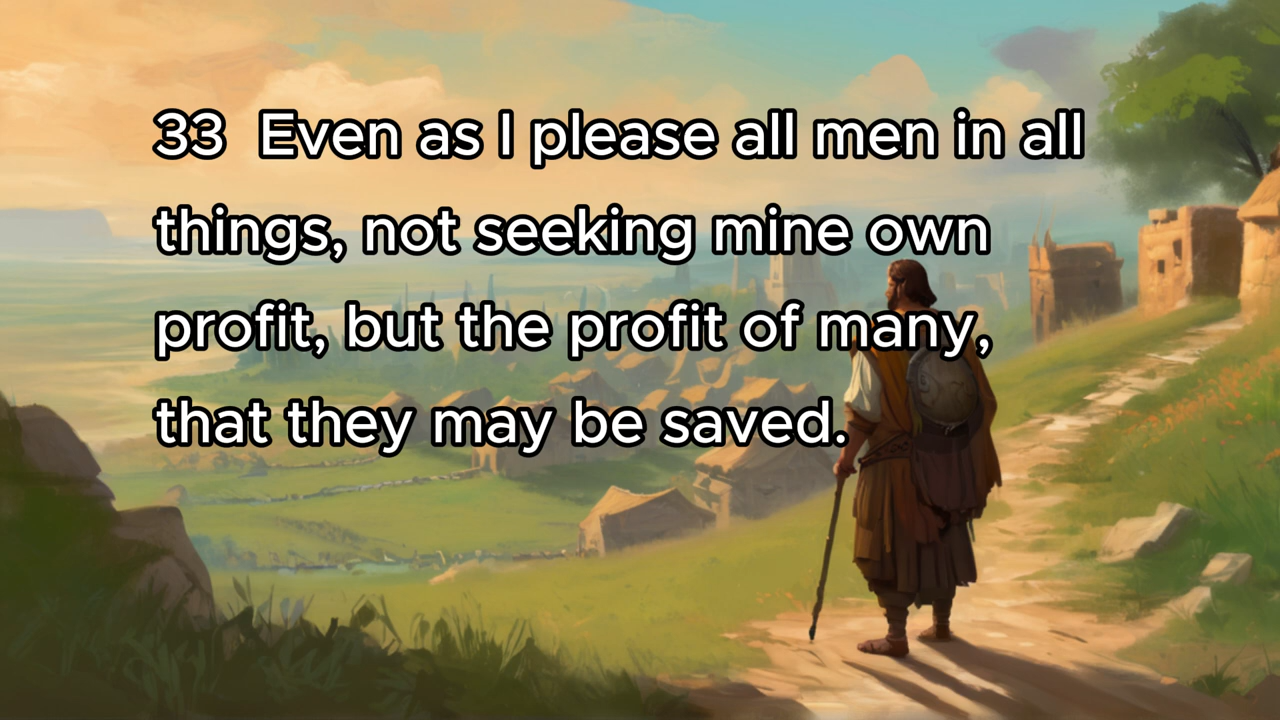 33  Even as I please all men in all
things, not seeking mine own
profit, but the profit of many,
that they may be saved.